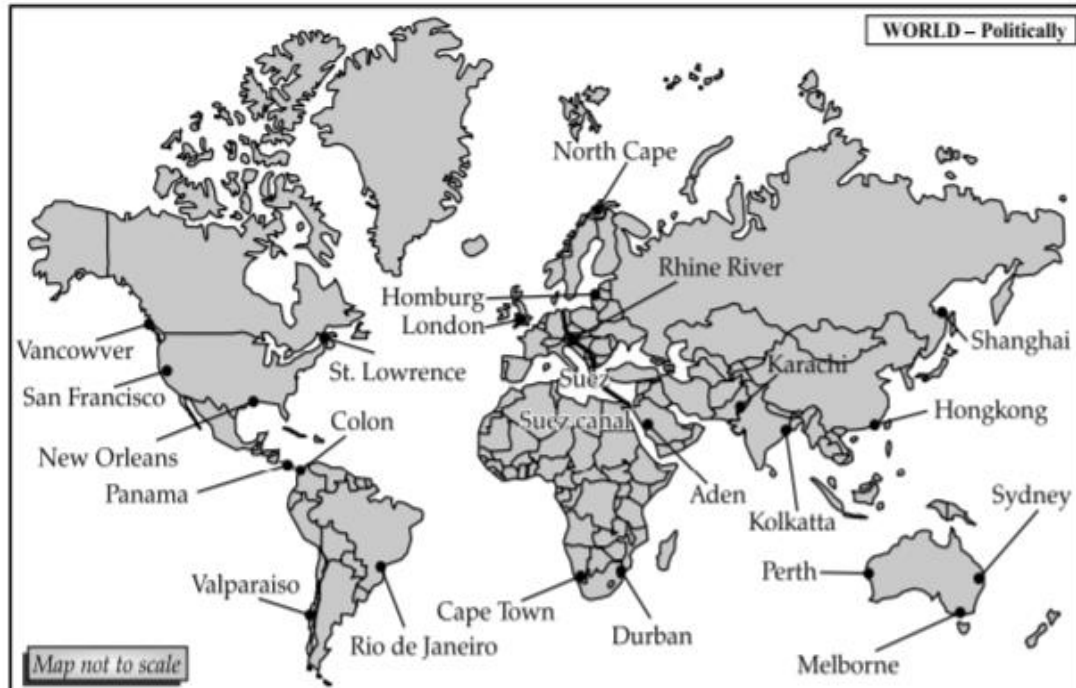 WORLD – Politically
North Cape
Rhine River
Homburg
London
Vancowver
St. Lowrence
Shanghai
Karachi
San Francisco
Suez
Suez canal
Hongkong
Colon
New Orleans
Panama
Aden
Kolkatta
Sydney
Perth
Valparaiso
Cape Town
Durban
Rio de Janeiro
Melborne
Map not to scale